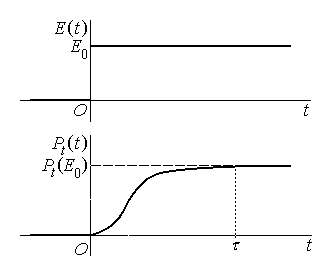 E(t)
E₀
O t
Pₜ(t)
Pₜ(E₀)
O τ t